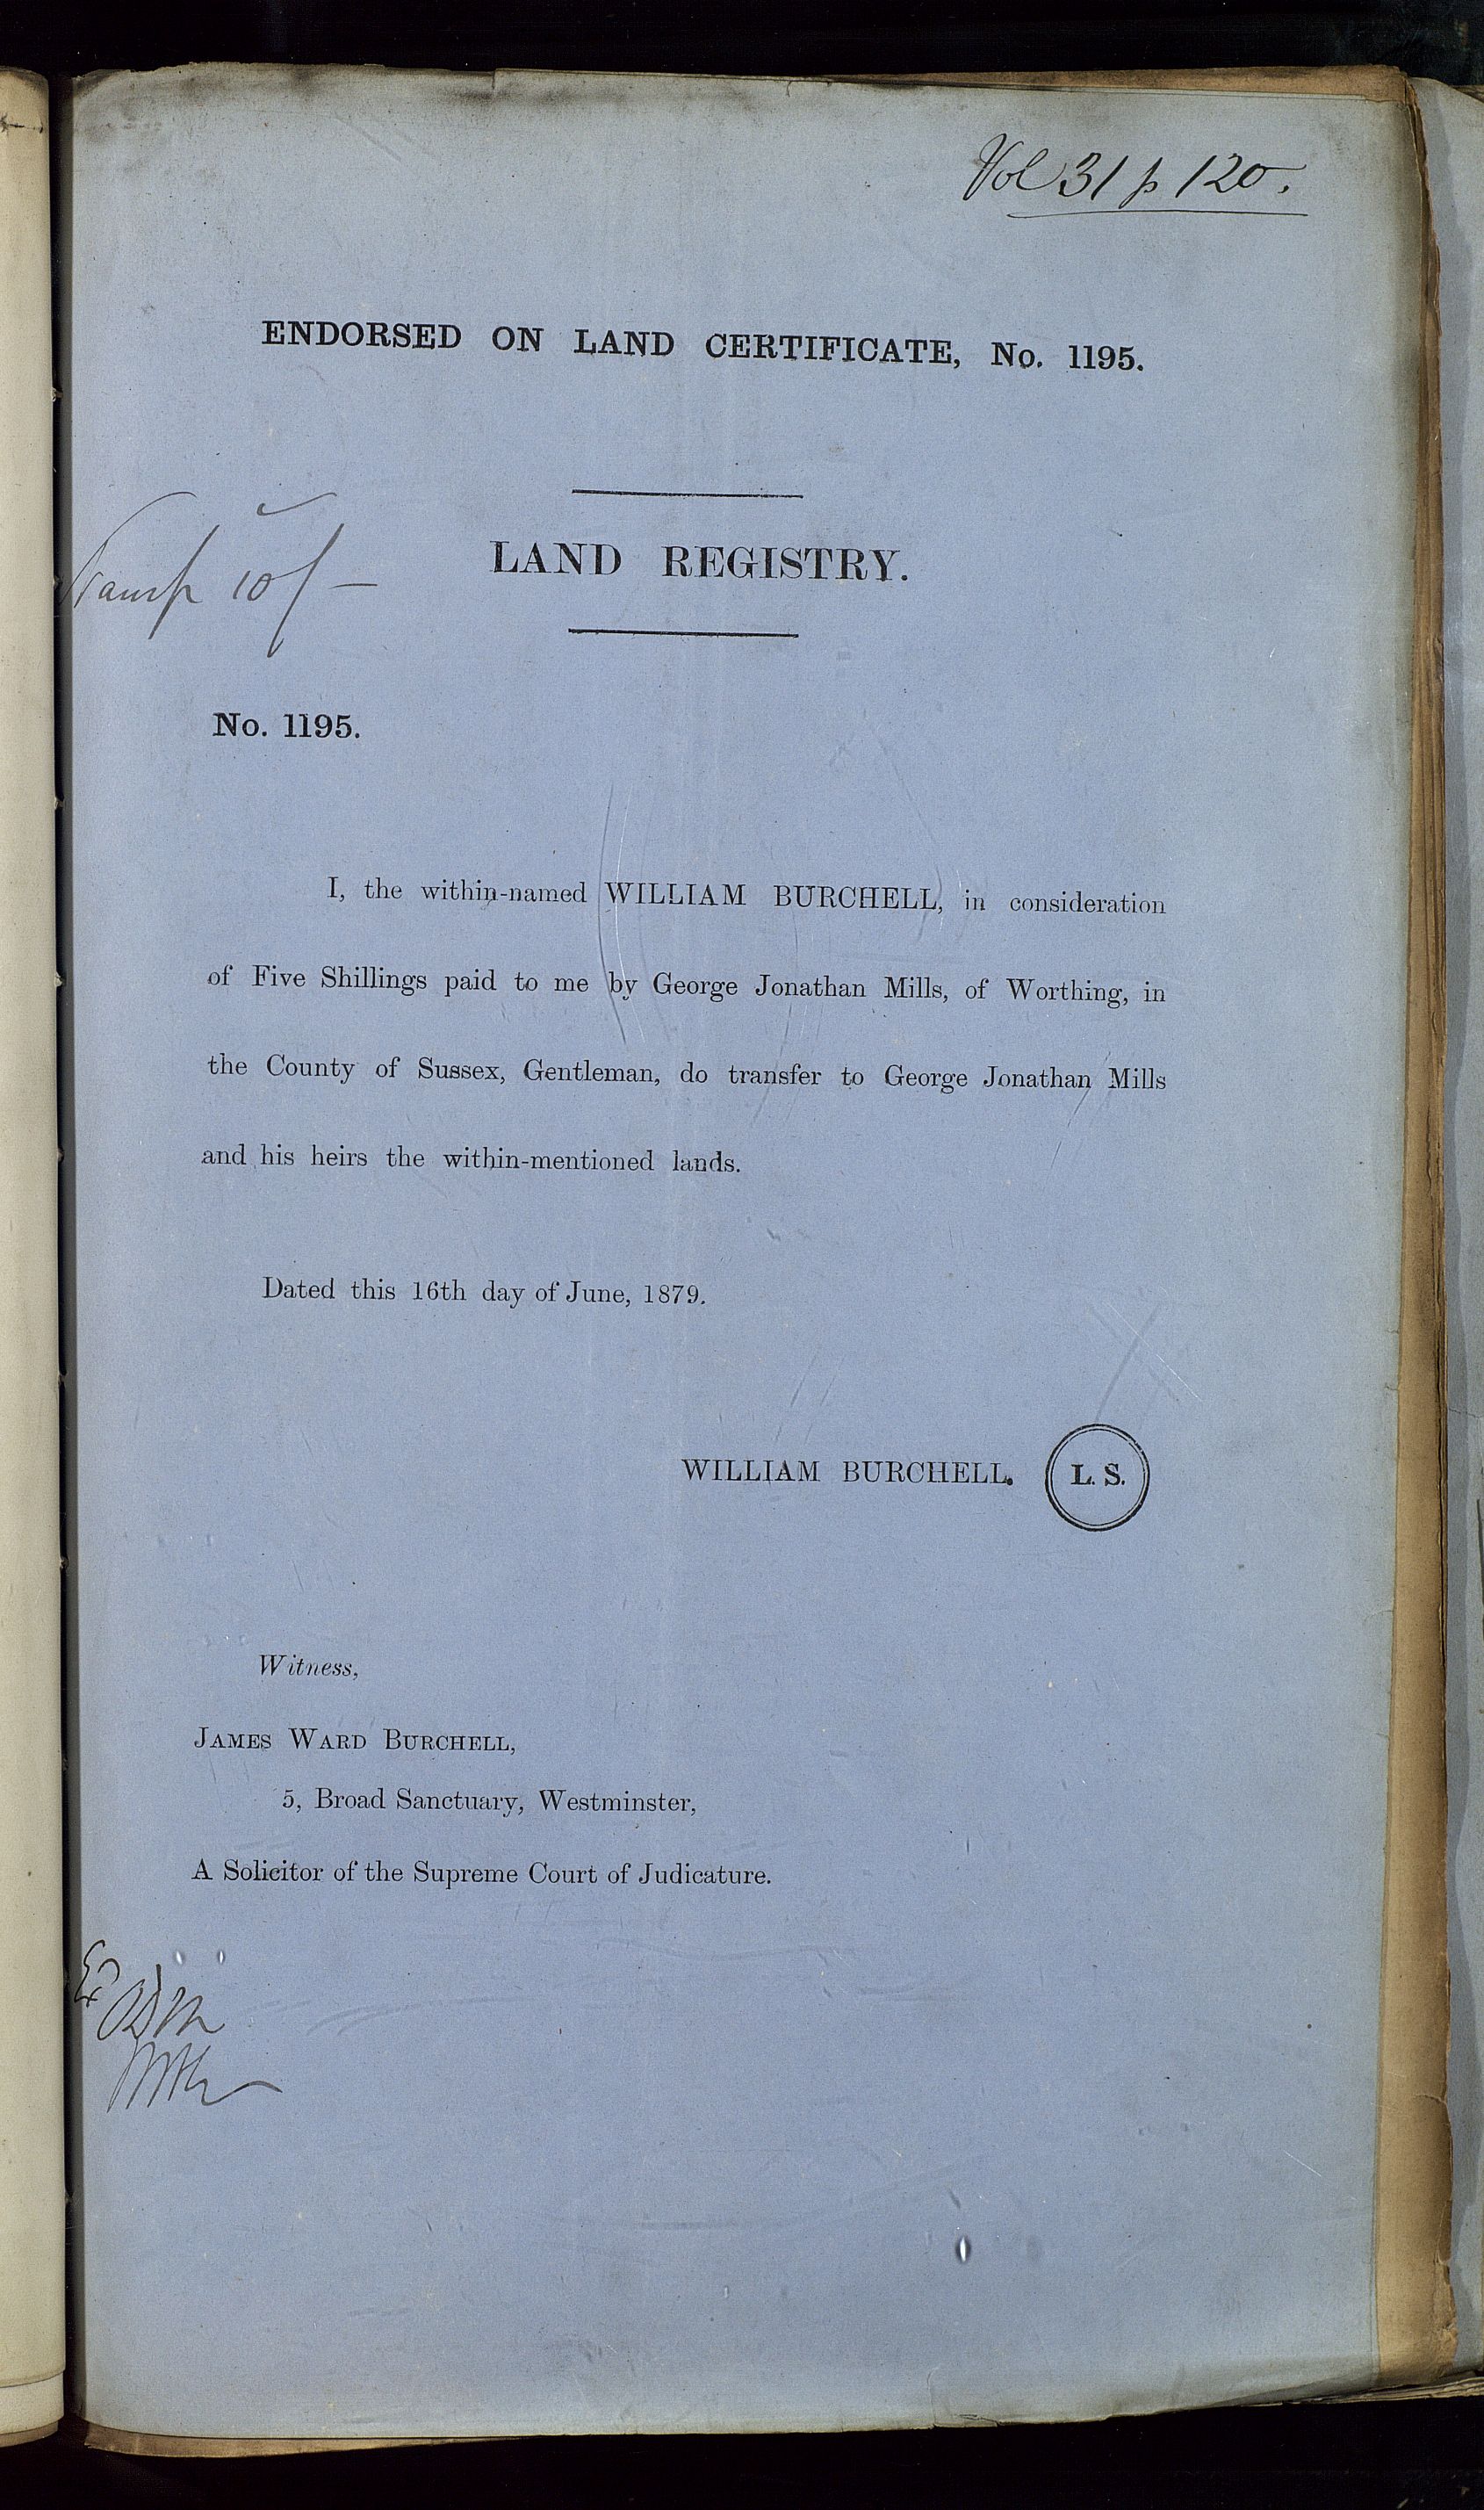 Vol 31 p 120.
ENDORSED ON LAND CERTIFICATE, No. 1195.
LAND REGISTRY.
Stamp 10/-
No. 1195.
I, the within-named WILLIAM BURCHELL, in consideration
of Five Shillings paid to me by George Jonathan Mills, of Worthing, in
the County of Sussex, Gentleman, do transfer to George Jonathan Mills
and his heirs the within-mentioned lands.
Dated this 16th day of June, 1879.
WILLIAM BURCHELL. L. S.
Witness,
JAMES WARD BURCHELL,
5, Broad Sanctuary, Westminster,
A Solicitor of the Supreme Court of Judicature.